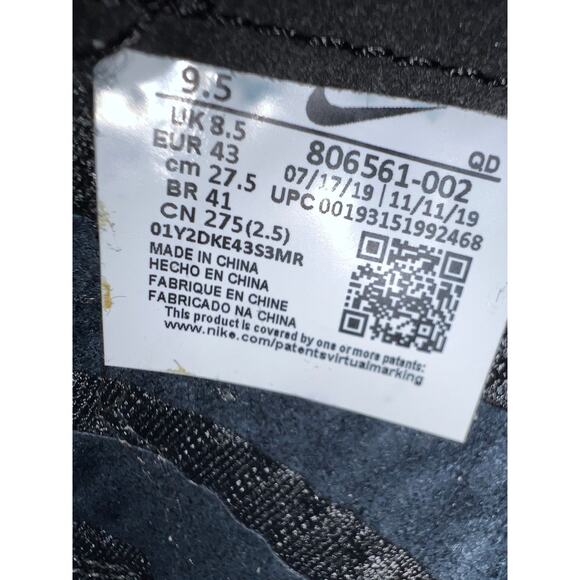 9.5
UK 8.5
EUR 43
cm 27.5
BR 41
CN 275(2.5)
01Y2DKE43S3MR
MADE IN CHINA
HECHO EN CHINA
FABRIQUE EN CHINE
FABRICADO NA CHINA
QD
806561-002
07/17/19 | 11/11/19
UPC 00193151992468
This product is covered by one or more patents:
www.nike.com/patentsvirtualmarking